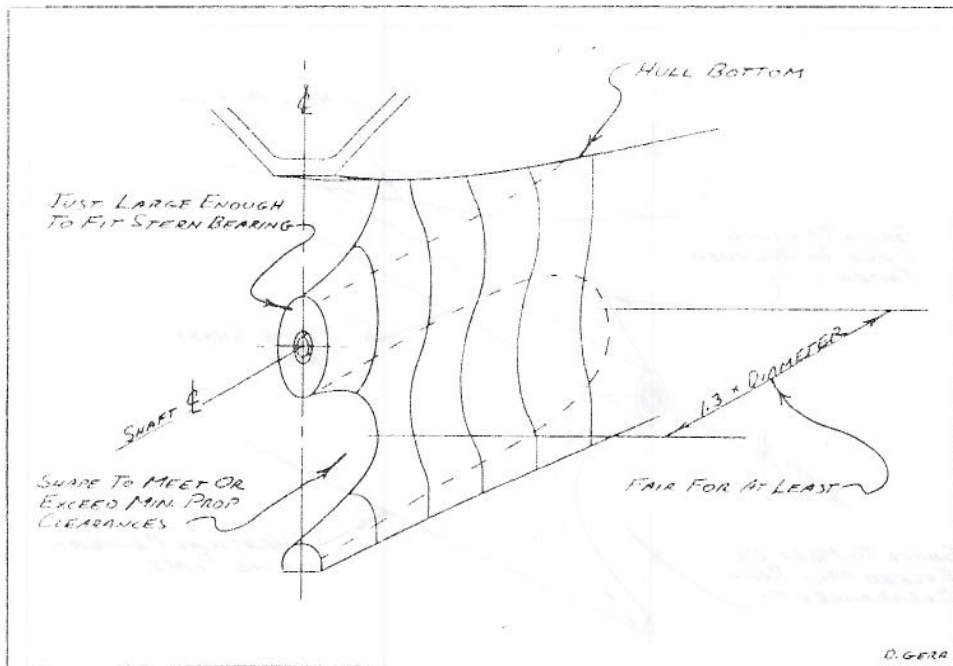 HULL BOTTOM
℄
JUST LARGE ENOUGH
TO FIT STERN BEARING
SHAFT ℄
1.3 × DIAMETER
SHAPE TO MEET OR
EXCEED MIN. PROP
CLEARANCES
FAIR FOR AT LEAST
D. GERR